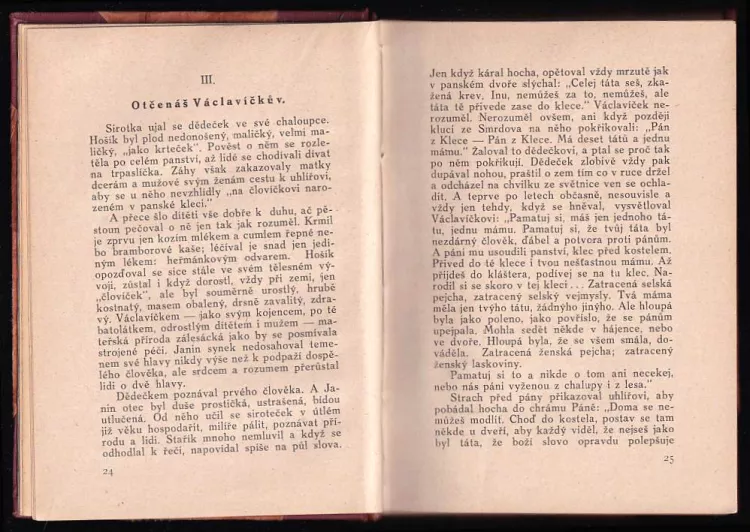 III.
Otčenáš Václavíčkův.
Sirotka ujal se dědeček ve své chaloupce.
Hošík byl plod nedonošený, maličký, velmi ma-
ličký, „jako krteček". Pověst o něm se rozle-
těla po celém panství, až lidé se chodívali dívat
na trpaslíčka. Záhy však zakazovaly matky
dcerám a mužové svým ženám cestu k uhlířovi,
aby se u něho nevzhlídly „na človíčkovi naro-
zeném v panské kleci."
A přece šlo dítěti vše dobře k duhu, ač pě-
stoun pečoval o ně jen tak jak rozuměl. Krmil
je zprvu jen kozím mlékem a cumlem řepné ne-
bo bramborové kaše; léčíval je snad jen jedi-
ným lékem: heřmánkovým odvarem. Hošík
opozďoval se sice stále ve svém tělesném vý-
voji, zůstal i když dorostl, vždy při zemi, jen
„človíček", ale byl souměrně urostlý, hrubě
kostnatý, masem obalený, drsně zavalitý, zdra-
vý. Václavíčkem — jako svým kojencem, po té
batolátkem, odrostlým dítětem i mužem — ma-
teřská příroda zálesácká jako by se posmívala
strojené péči. Janin synek nedosahoval teme-
nem své hlavy nikdy výše než k podpaží dospě-
lého člověka, ale srdcem a rozumem přerůstal
lidi o dvě hlavy.
Dědečkem poznával prvého člověka. A Ja-
nin otec byl duše prostičká, ustrašená, bídou
utlučená. Od něho učil se siroteček v útlém
již věku hospodařit, milíře pálit, poznávat pří-
rodu a lidi. Stařík mnoho nemluvil a když se
odhodlal k řeči, napovídal spíše na půl slova.
24
Jen když káral hocha, opětoval vždy mrzutě jak
v panském dvoře slýchal: „Celej táta seš, zka-
žená krev. Inu, nemůžeš za to, nemůžeš, ale
táta tě přivede zase do klece." Václavíček ne-
rozuměl. Nerozuměl ovšem, ani když později
kluci ze Smrdova na něho pokřikovali: „Pán
z Klece — Pán z Klece. Má deset tátů a jednu
mámu." Žaloval to dědečkovi, a ptal se proč tak
po něm pokřikují. Dědeček zlobivě vždy pak
dupával nohou, praštil o zem tím co v ruce držel
a odcházel na chvilku ze světnice ven se ochla-
dit. A teprve po letech občasně, nesouvisle a
vždy jen tehdy, když se hněval, vysvětloval
Václavíčkovi: „Pamatuj si, máš jen jednoho tá-
tu, jednu mámu. Pamatuj si, že tvůj táta byl
nezdárný člověk, ďábel a potvora proti pánům.
A páni mu usoudili panství, klec před kostelem.
Přived do té klece i tvou nešťastnou mámu. Až
přijdeš do kláštera, podívej se na tu klec. Na-
rodil si se skoro v tej kleci... Zatracená selská
pejcha, zatracený selský vejmysly. Tvá máma
měla jen týho tátu, žádnýho jinýho. Ale hloupá
byla jako poleno, jako povříslo, že se pánům
upejpala. Mohla sedět někde v hájence, nebo
ve dvoře. Hloupá byla, že se všem smála, do-
váděla. Zatracená ženská pejcha; zatracený
ženský laskoviny.
Pamatuj si to a nikde o tom ani necekej,
nebo nás páni vyženou z chalupy i z lesa."
Strach před pány přikazoval uhlířovi, aby
pobádal hocha do chrámu Páně: „Doma se ne-
můžeš modlit. Choď do kostela, postav se tam
někde u dveří, aby každý viděl, že nejseš jako
byl táta, že boží slovo opravdu polepšuje
25